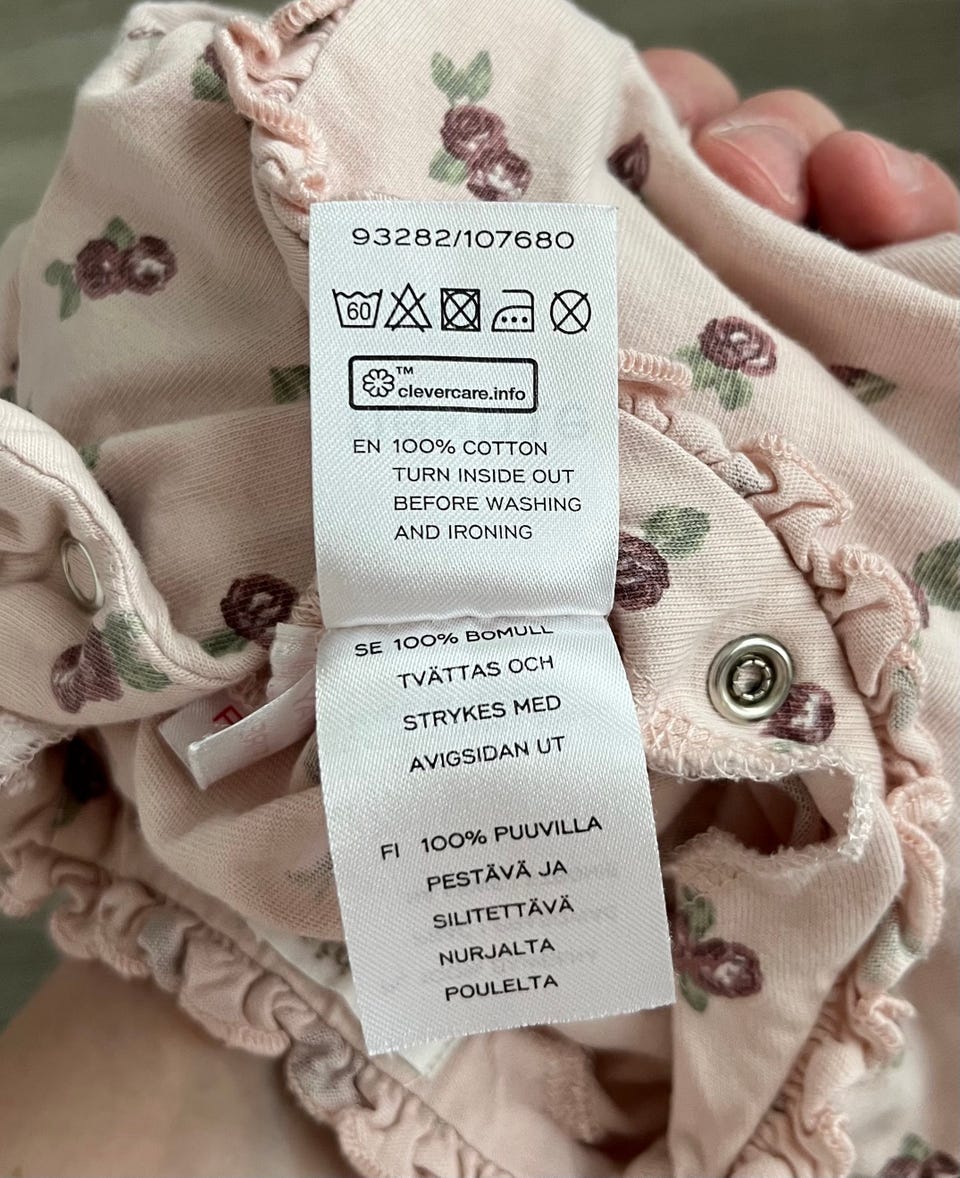 93282/107680
60
TM
clevercare.info
EN 100% COTTON
TURN INSIDE OUT
BEFORE WASHING
AND IRONING
SE 100% BOMULL
TVÄTTAS OCH
STRYKES MED
AVIGSIDAN UT
FI 100% PUUVILLA
PESTÄVÄ JA
SILITETTÄVÄ
NURJALTA
POULELTA